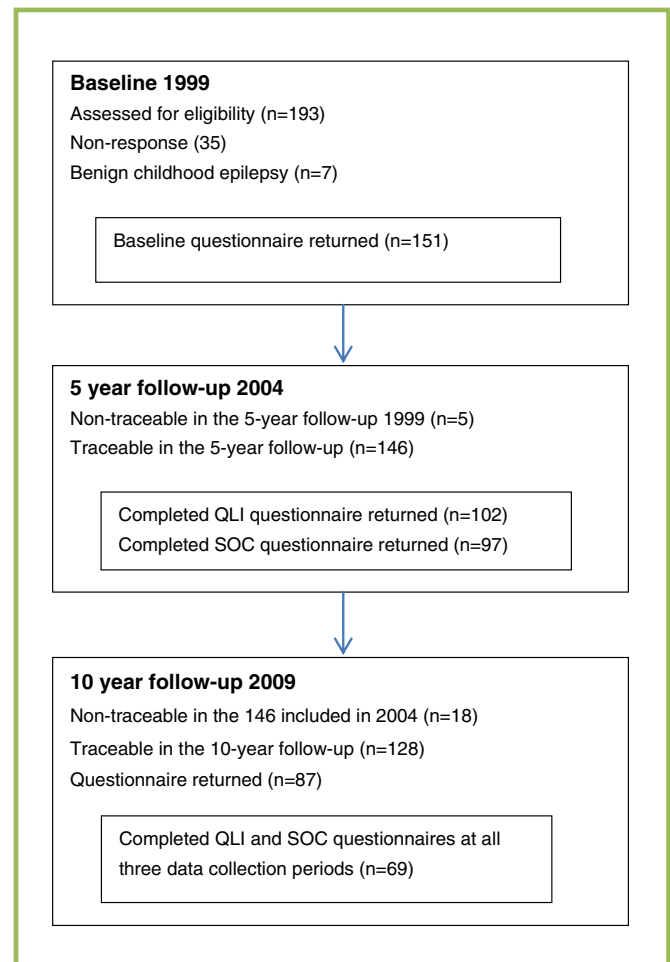 Baseline 1999
Assessed for eligibility (n=193)
Non-response (35)
Benign childhood epilepsy (n=7)
Baseline questionnaire returned (n=151)
5 year follow-up 2004
Non-traceable in the 5-year follow-up 1999 (n=5)
Traceable in the 5-year follow-up (n=146)
Completed QLI questionnaire returned (n=102)
Completed SOC questionnaire returned (n=97)
10 year follow-up 2009
Non-traceable in the 146 included in 2004 (n=18)
Traceable in the 10-year follow-up (n=128)
Questionnaire returned (n=87)
Completed QLI and SOC questionnaires at all
three data collection periods (n=69)